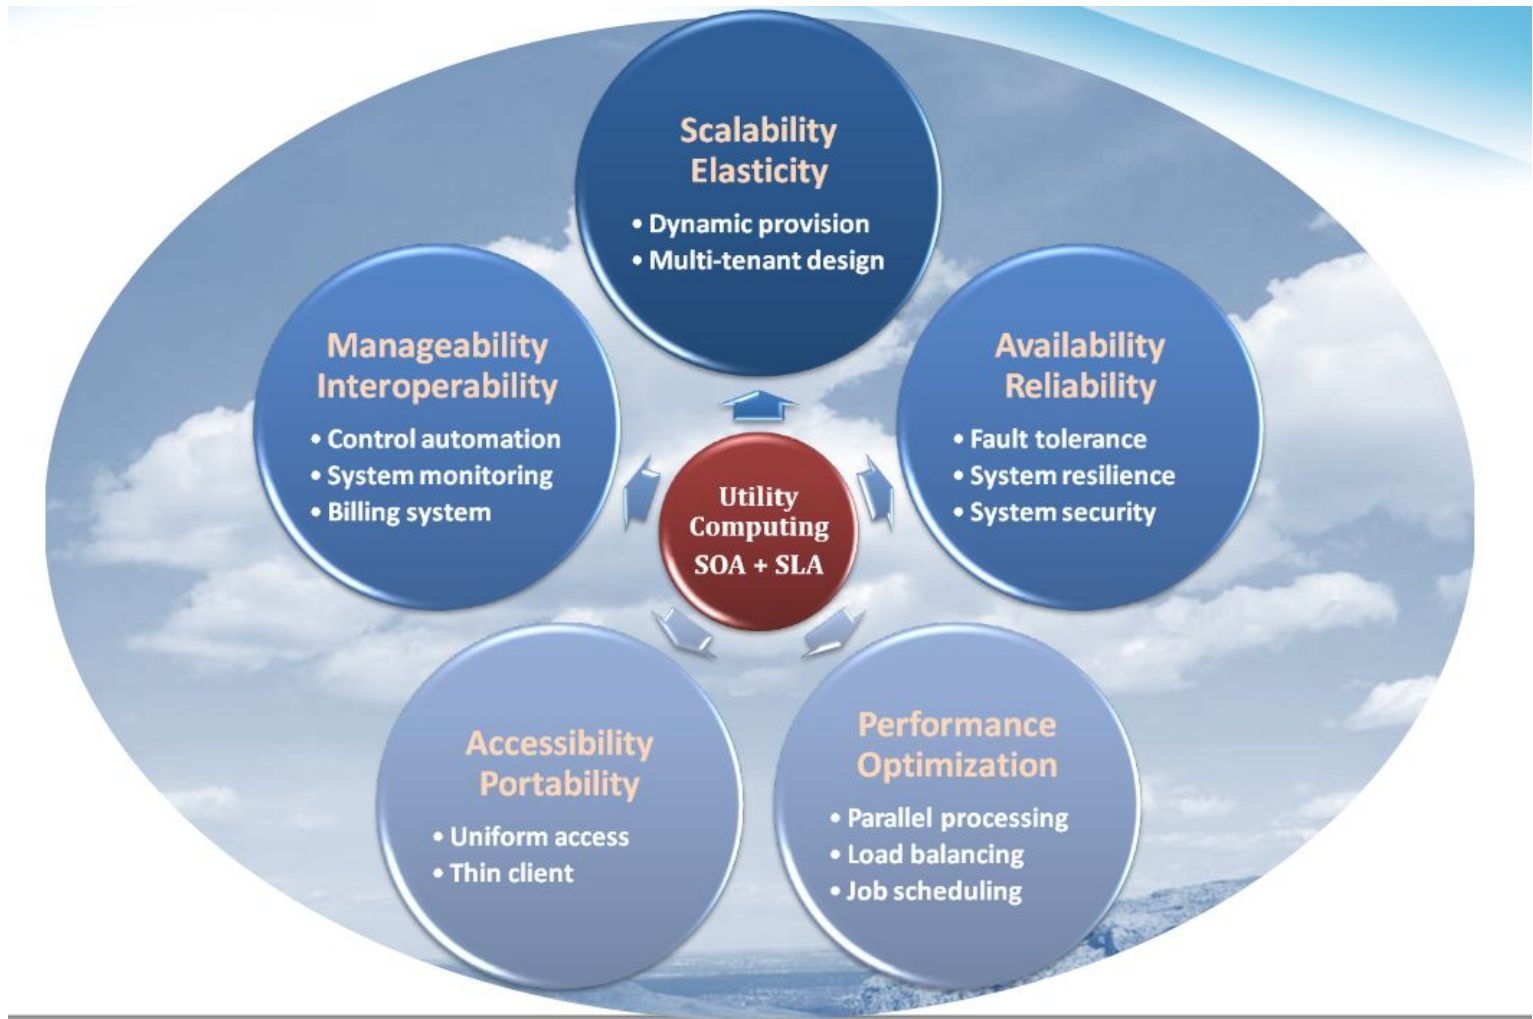 Scalability
Elasticity
• Dynamic provision
• Multi-tenant design
Manageability
Interoperability
• Control automation
• System monitoring
• Billing system
Availability
Reliability
• Fault tolerance
• System resilience
• System security
Utility
Computing
SOA + SLA
Accessibility
Portability
• Uniform access
• Thin client
Performance
Optimization
• Parallel processing
• Load balancing
• Job scheduling